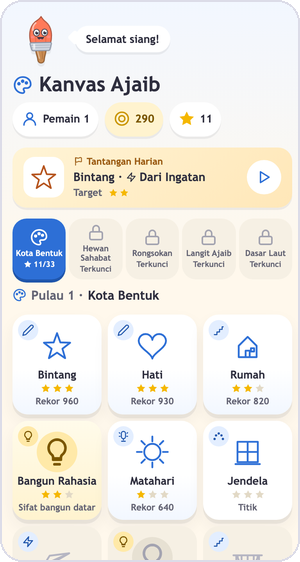 Selamat siang!
Kanvas Ajaib
Pemain 1
290
11
Tantangan Harian
Bintang · Dari Ingatan
Target
Kota Bentuk
11/33
Hewan
Sahabat
Terkunci
Rongsokan
Terkunci
Langit Ajaib
Terkunci
Dasar Laut
Terkunci
Pulau 1 · Kota Bentuk
Bintang
Rekor 960
Hati
Rekor 930
Rumah
Rekor 820
Bangun Rahasia
Sifat bangun datar
Matahari
Rekor 640
Jendela
Titik